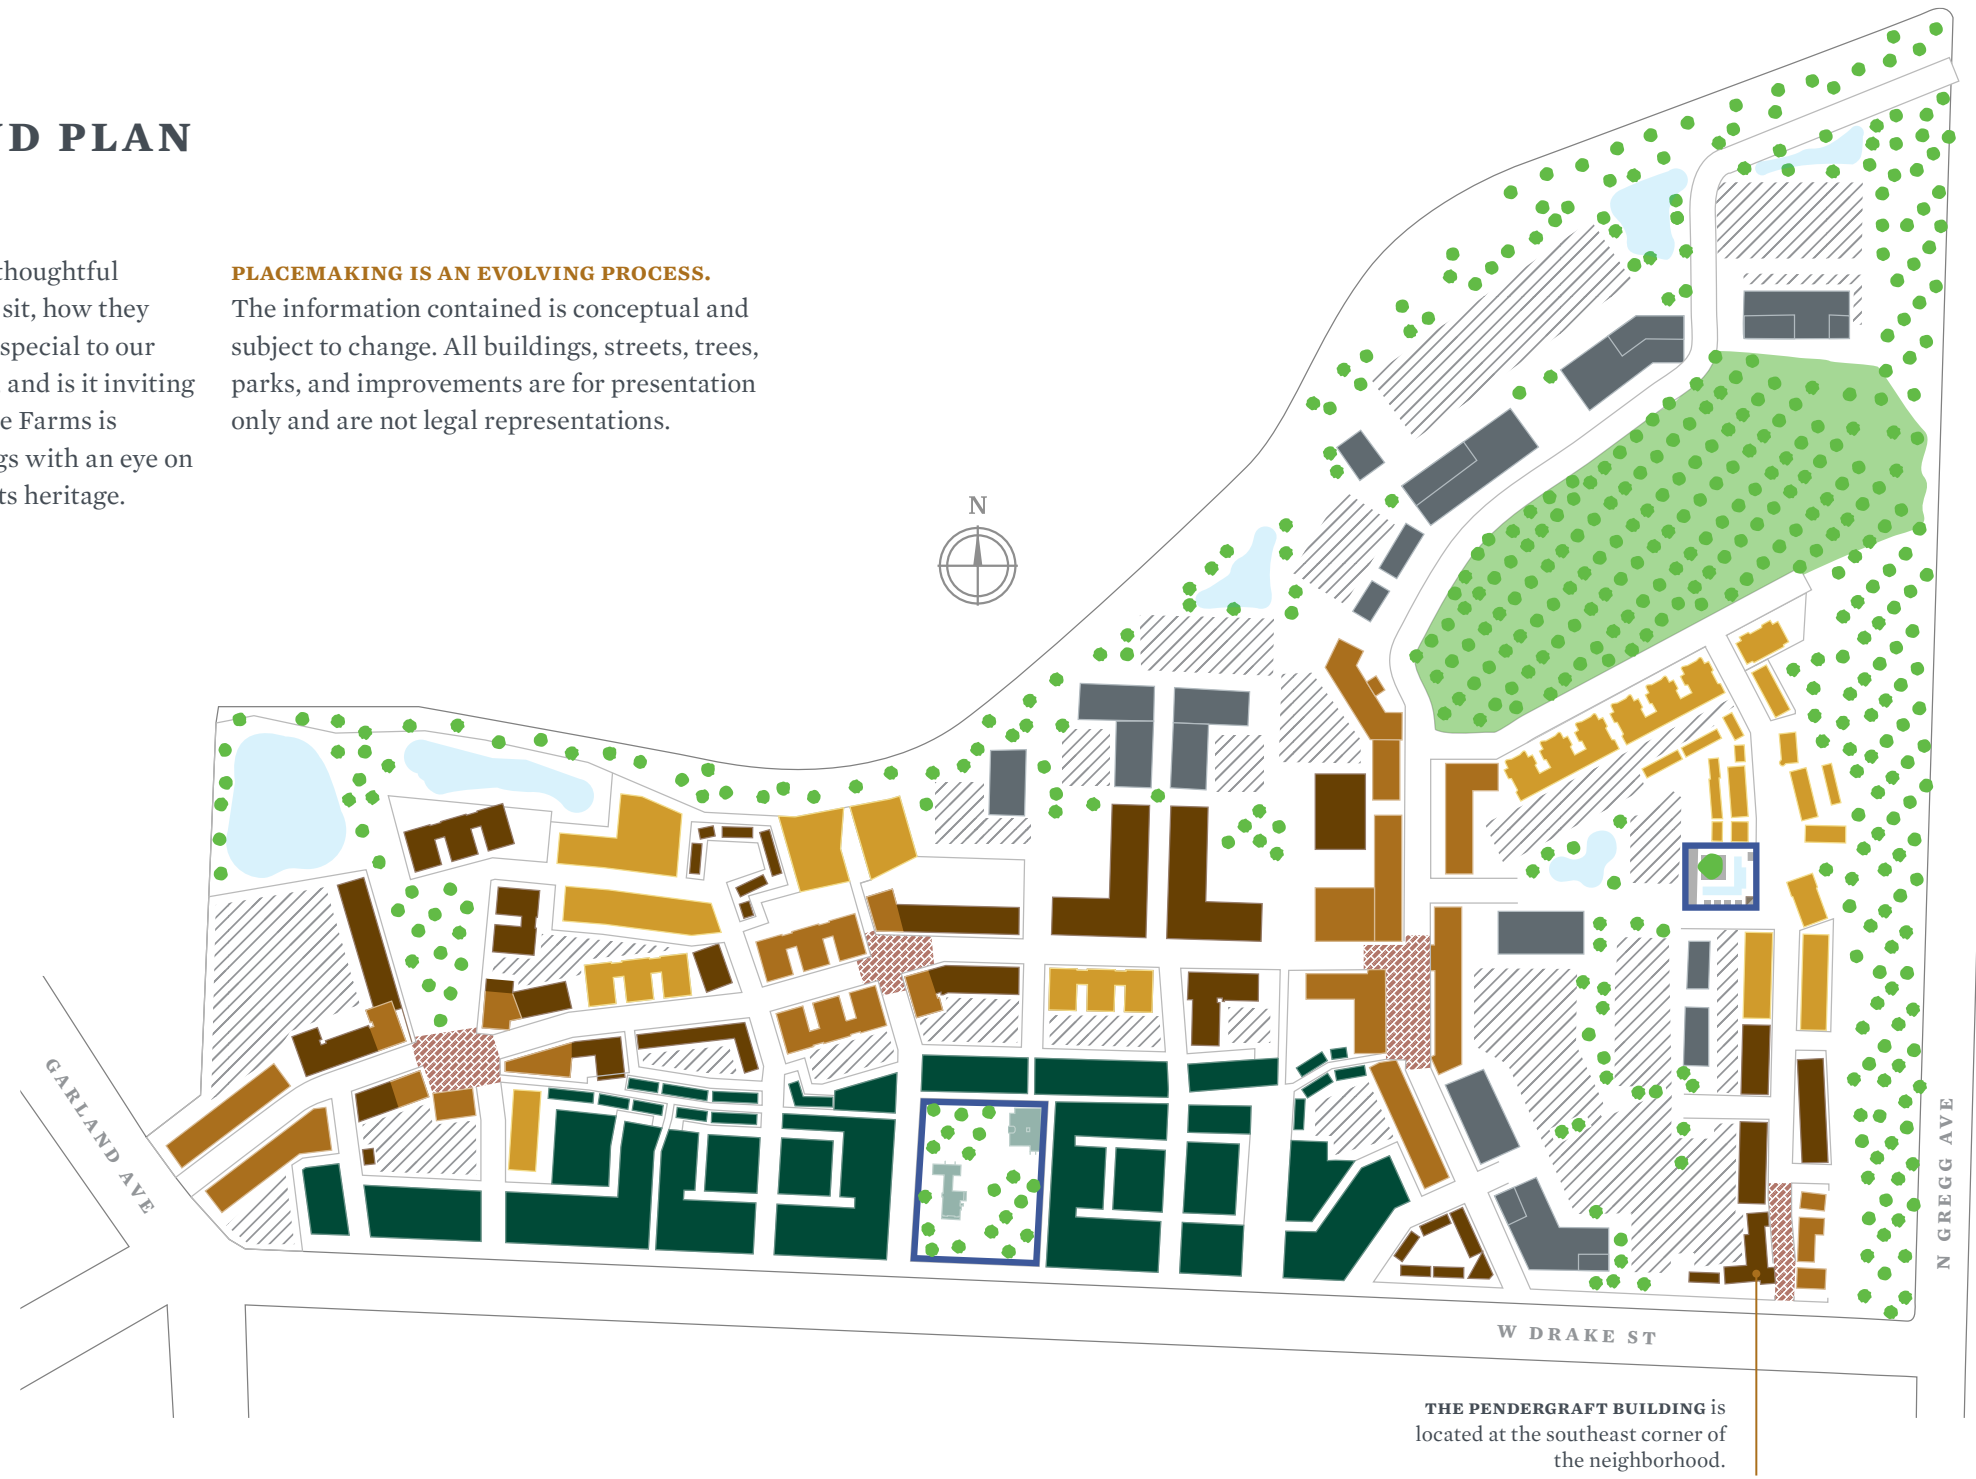 D PLAN
thoughtful
sit, how they
special to our
and is it inviting
e Farms is
gs with an eye on
ts heritage.
PLACEMAKING IS AN EVOLVING PROCESS.
The information contained is conceptual and
subject to change. All buildings, streets, trees,
parks, and improvements are for presentation
only and are not legal representations.
N
GARLAND AVE
N GREGG AVE
W DRAKE ST
THE PENDERGRAFT BUILDING is
located at the southeast corner of
the neighborhood.